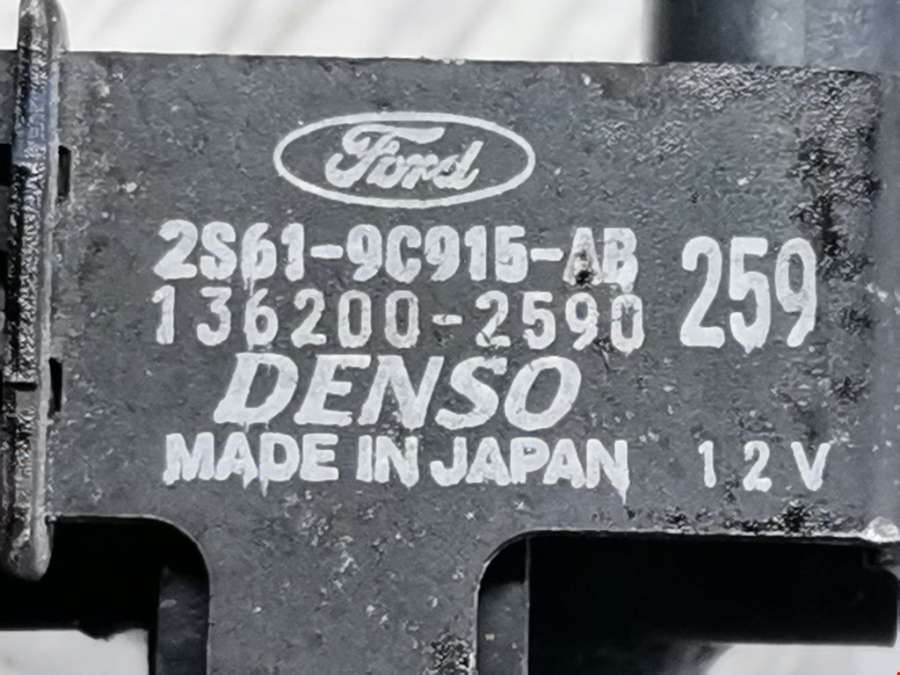 Ford
2S61-9C915-AB
136200-2590 259
DENSO
MADE IN JAPAN 12V